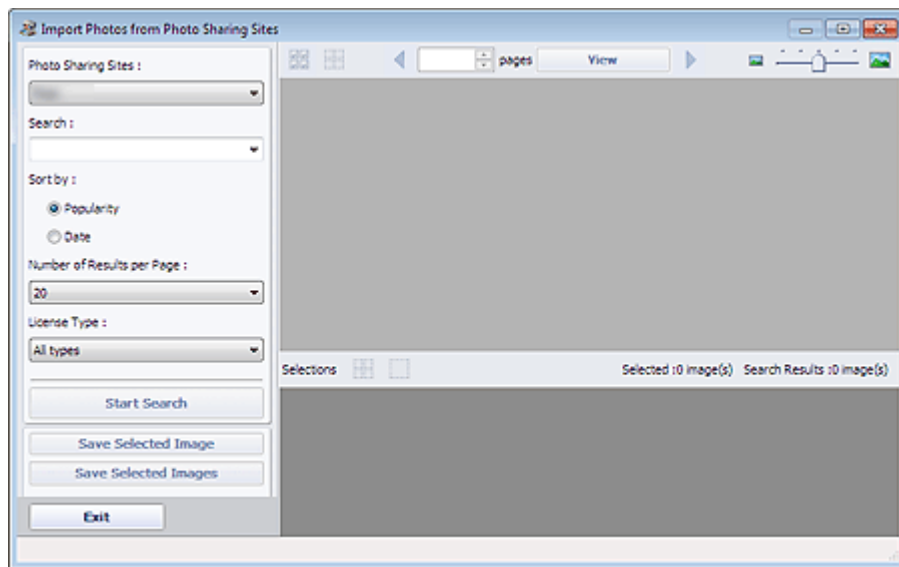 Import Photos from Photo Sharing Sites
Photo Sharing Sites :
Search :
Sort by :
Popularity
Date
Number of Results per Page :
20
License Type :
All types
Start Search
Save Selected Image
Save Selected Images
Exit
pages
View
Selections
Selected :0 image(s) Search Results :0 image(s)